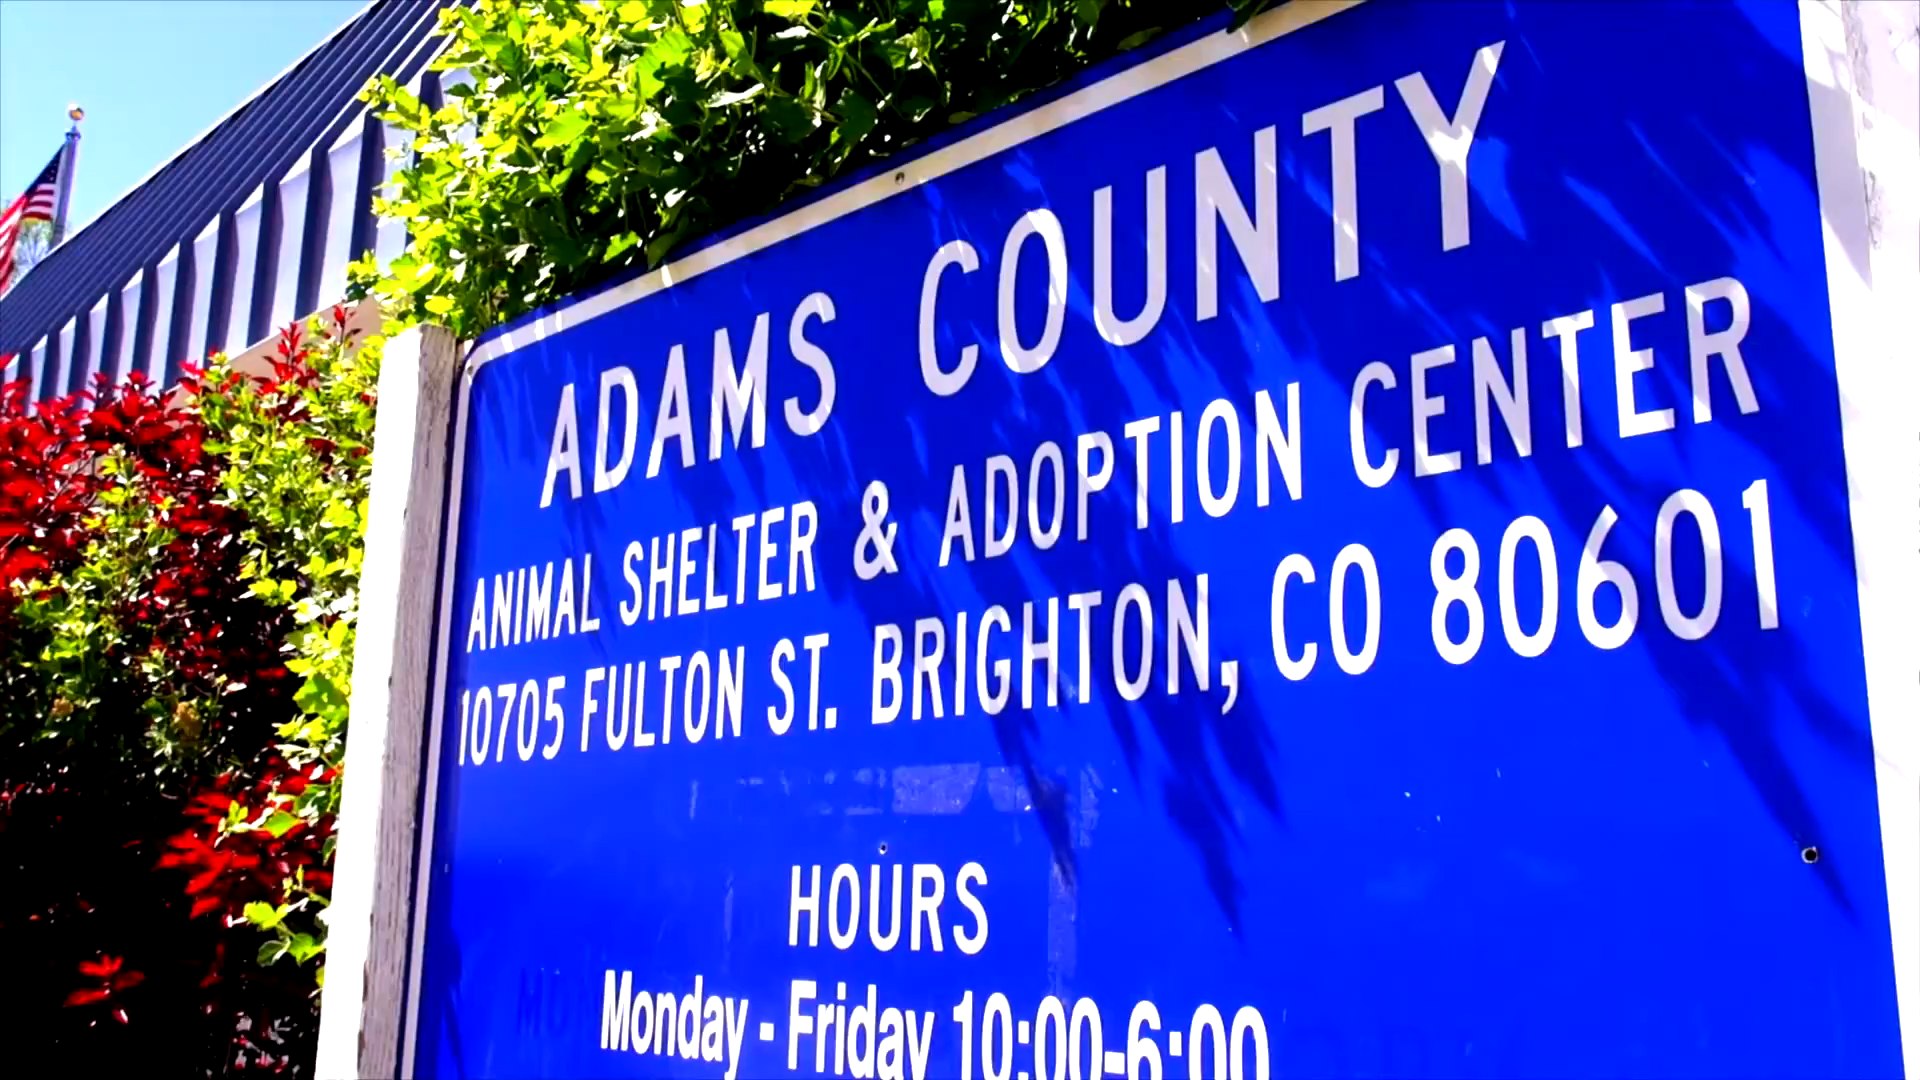 ADAMS COUNTY
ANIMAL SHELTER & ADOPTION CENTER
10705 FULTON ST. BRIGHTON, CO 80601
HOURS
Monday - Friday 10:00-6:00